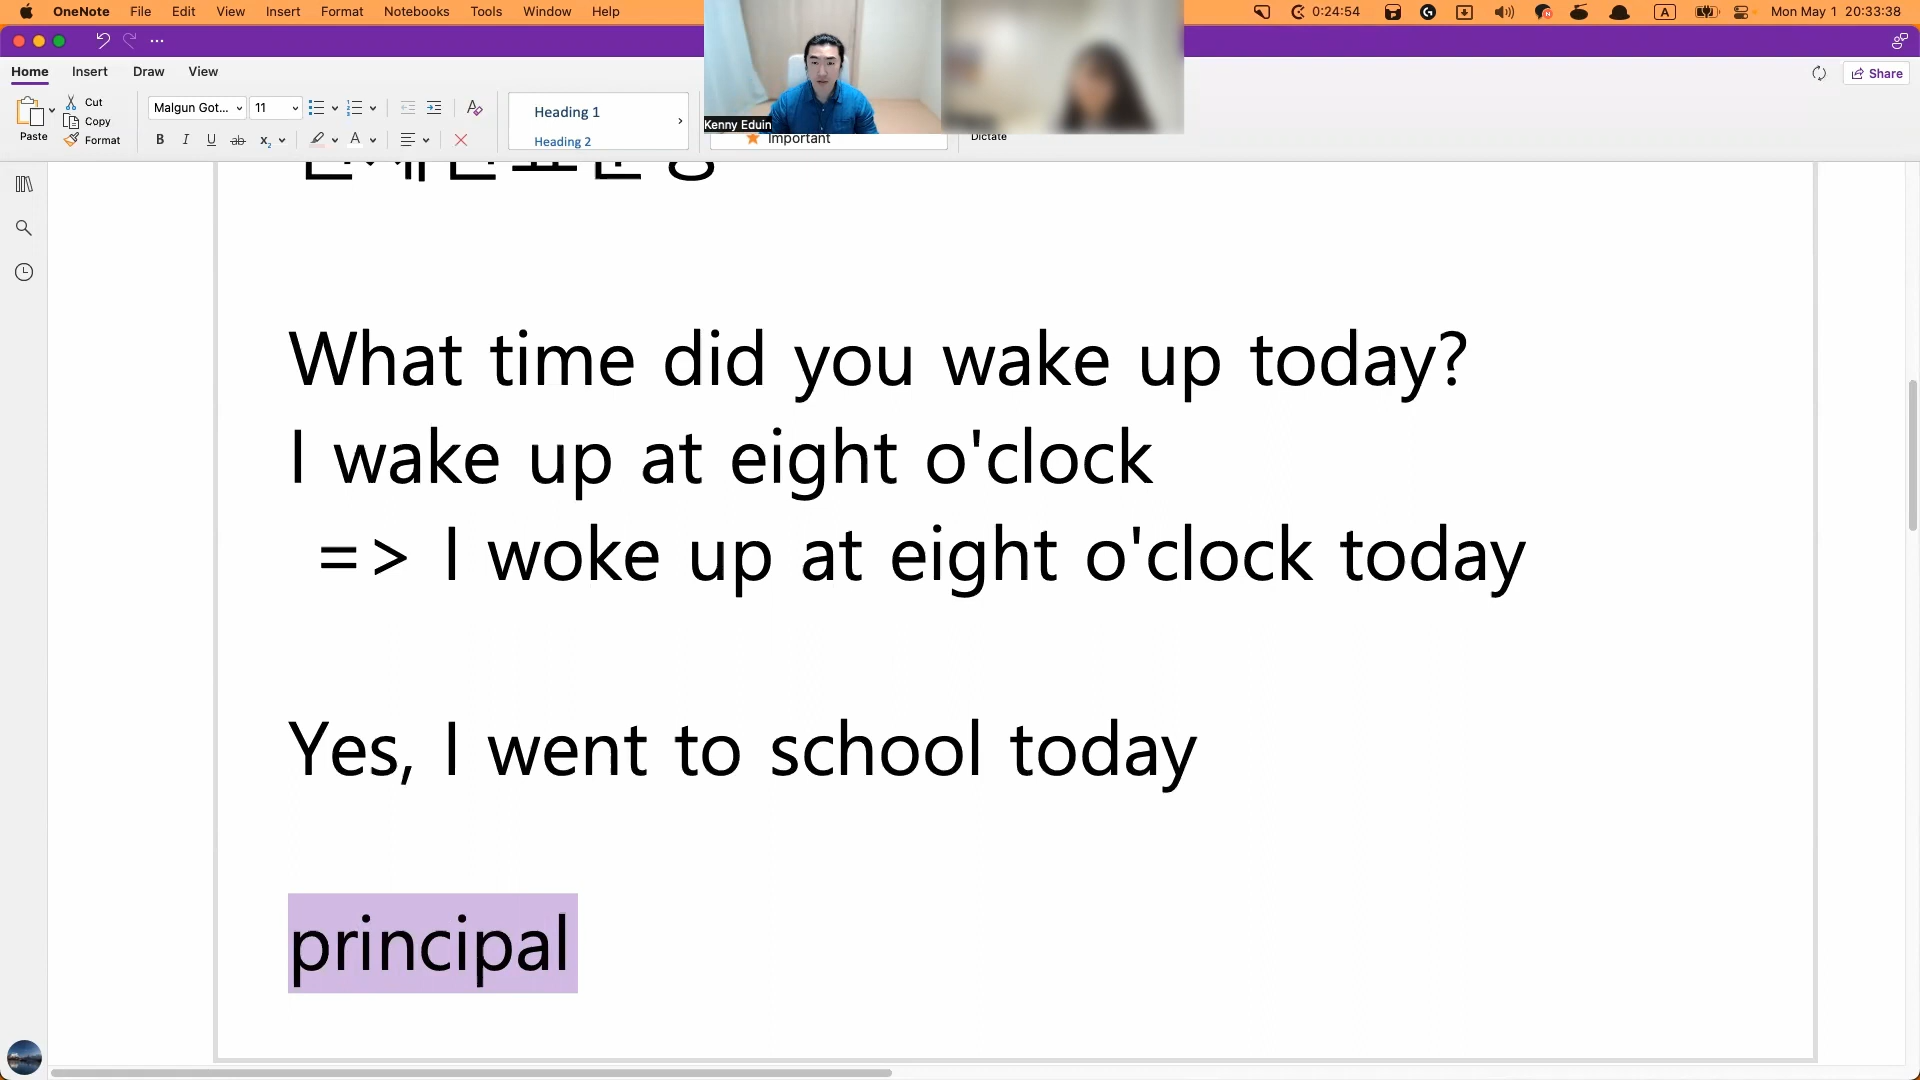 OneNote File Edit View Insert Format Notebooks Tools Window Help 0:24:54 A Mon May 1 20:33:38
Home Insert Draw View
Share
Paste
Cut
Copy
Format
Malgun Got... 11
B I U ab x₂ A
Heading 1
Heading 2
Important
Dictate
Kenny Eduin
What time did you wake up today?
I wake up at eight o'clock
=> I woke up at eight o'clock today
Yes, I went to school today
principal